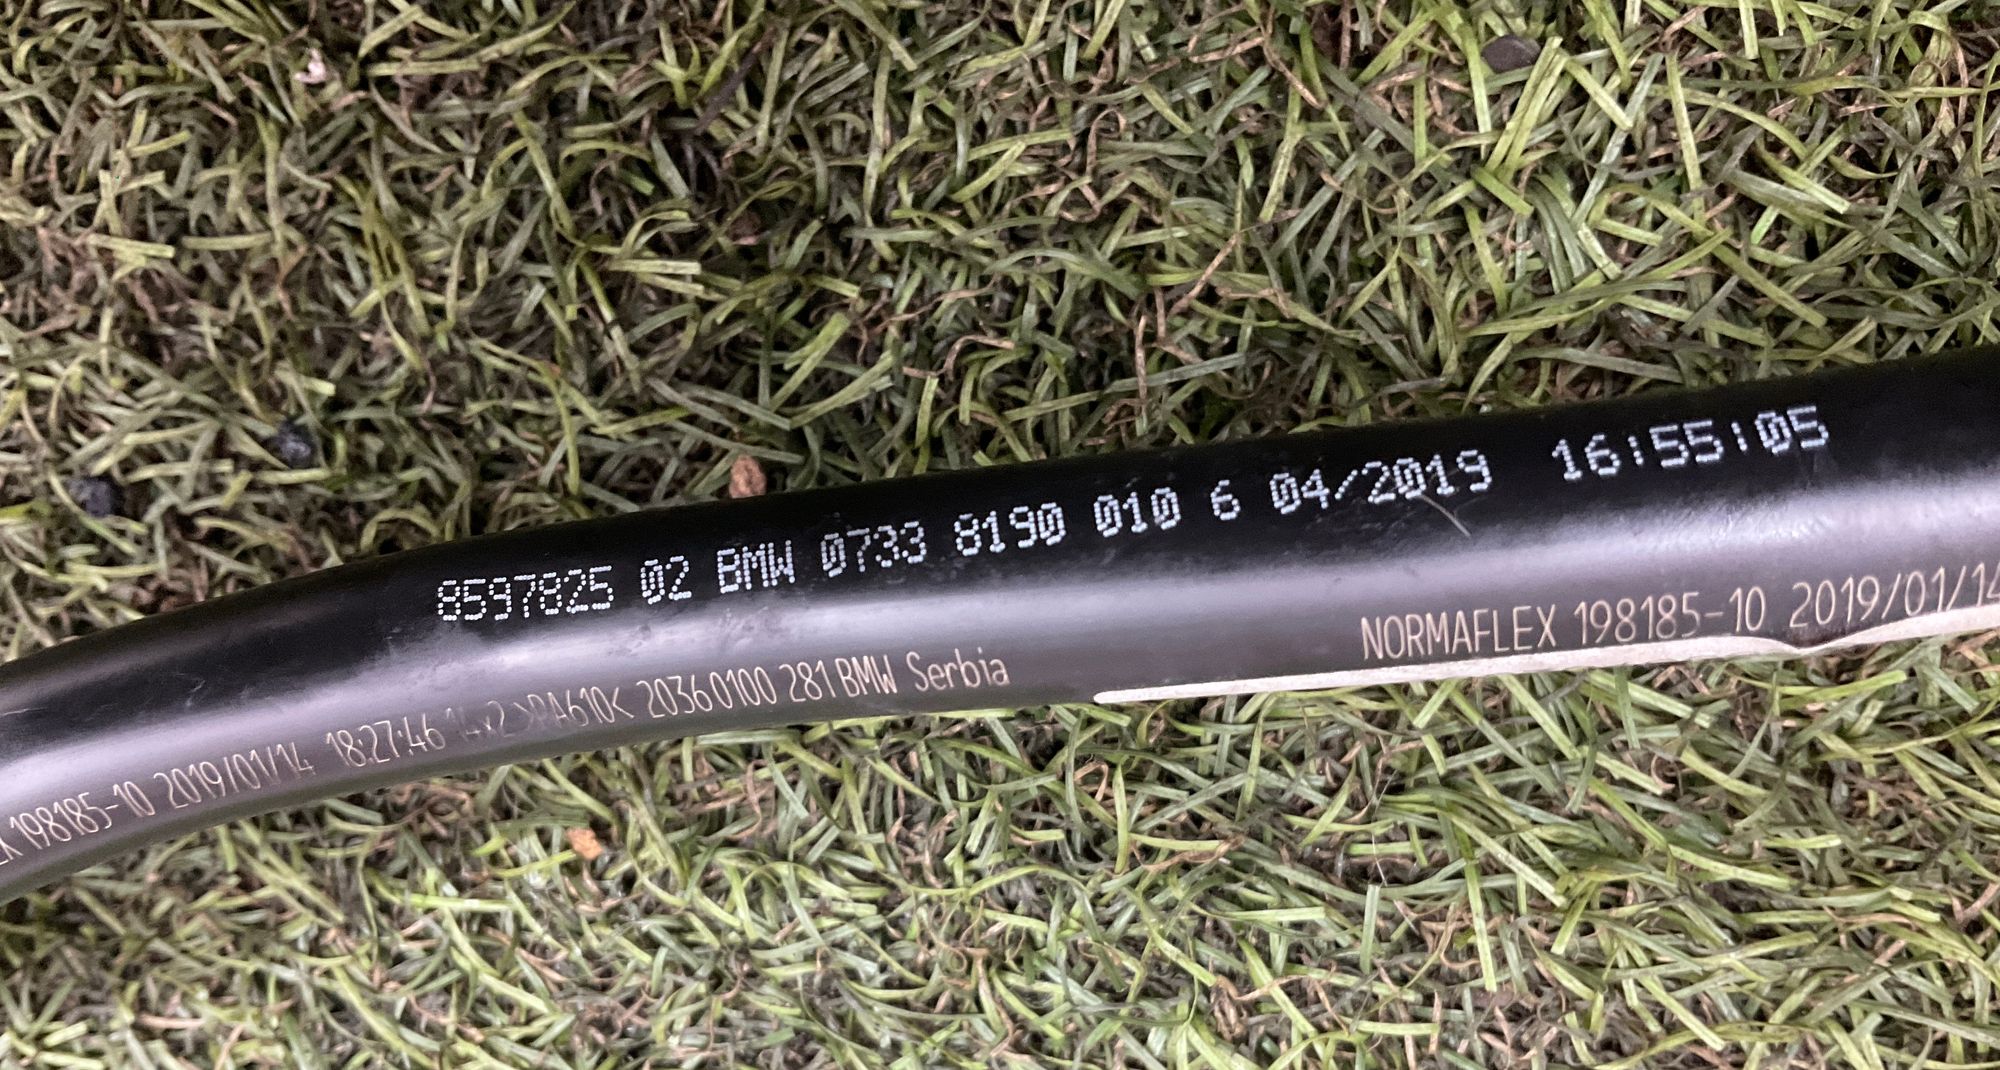 8597825 02 BMW 0733 8190 010 6 04/2019 16:55:05
198185-10 2019/01/14 18:27:46 14x2 >PA610< 20360100 281 BMW Serbia NORMAFLEX 198185-10 2019/01/14